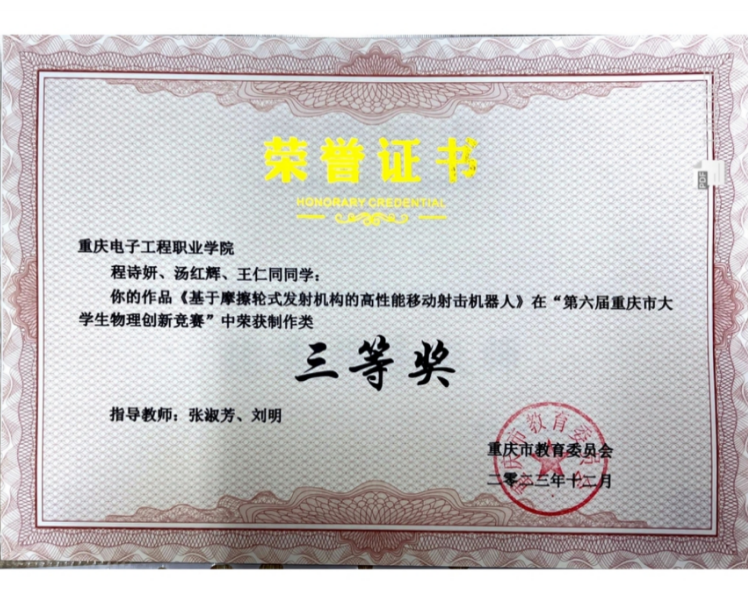 荣誉证书
HONORARY CREDENTIAL
重庆电子工程职业学院
程诗妍、汤红辉、王仁同同学：
你的作品《基于摩擦轮式发射机构的高性能移动射击机器人》在“第六届重庆市大
学生物理创新竞赛”中荣获制作类
三等奖
指导教师：张淑芳、刘明
重庆市教育委员会
重庆市教育委员会
二零二三年十二月